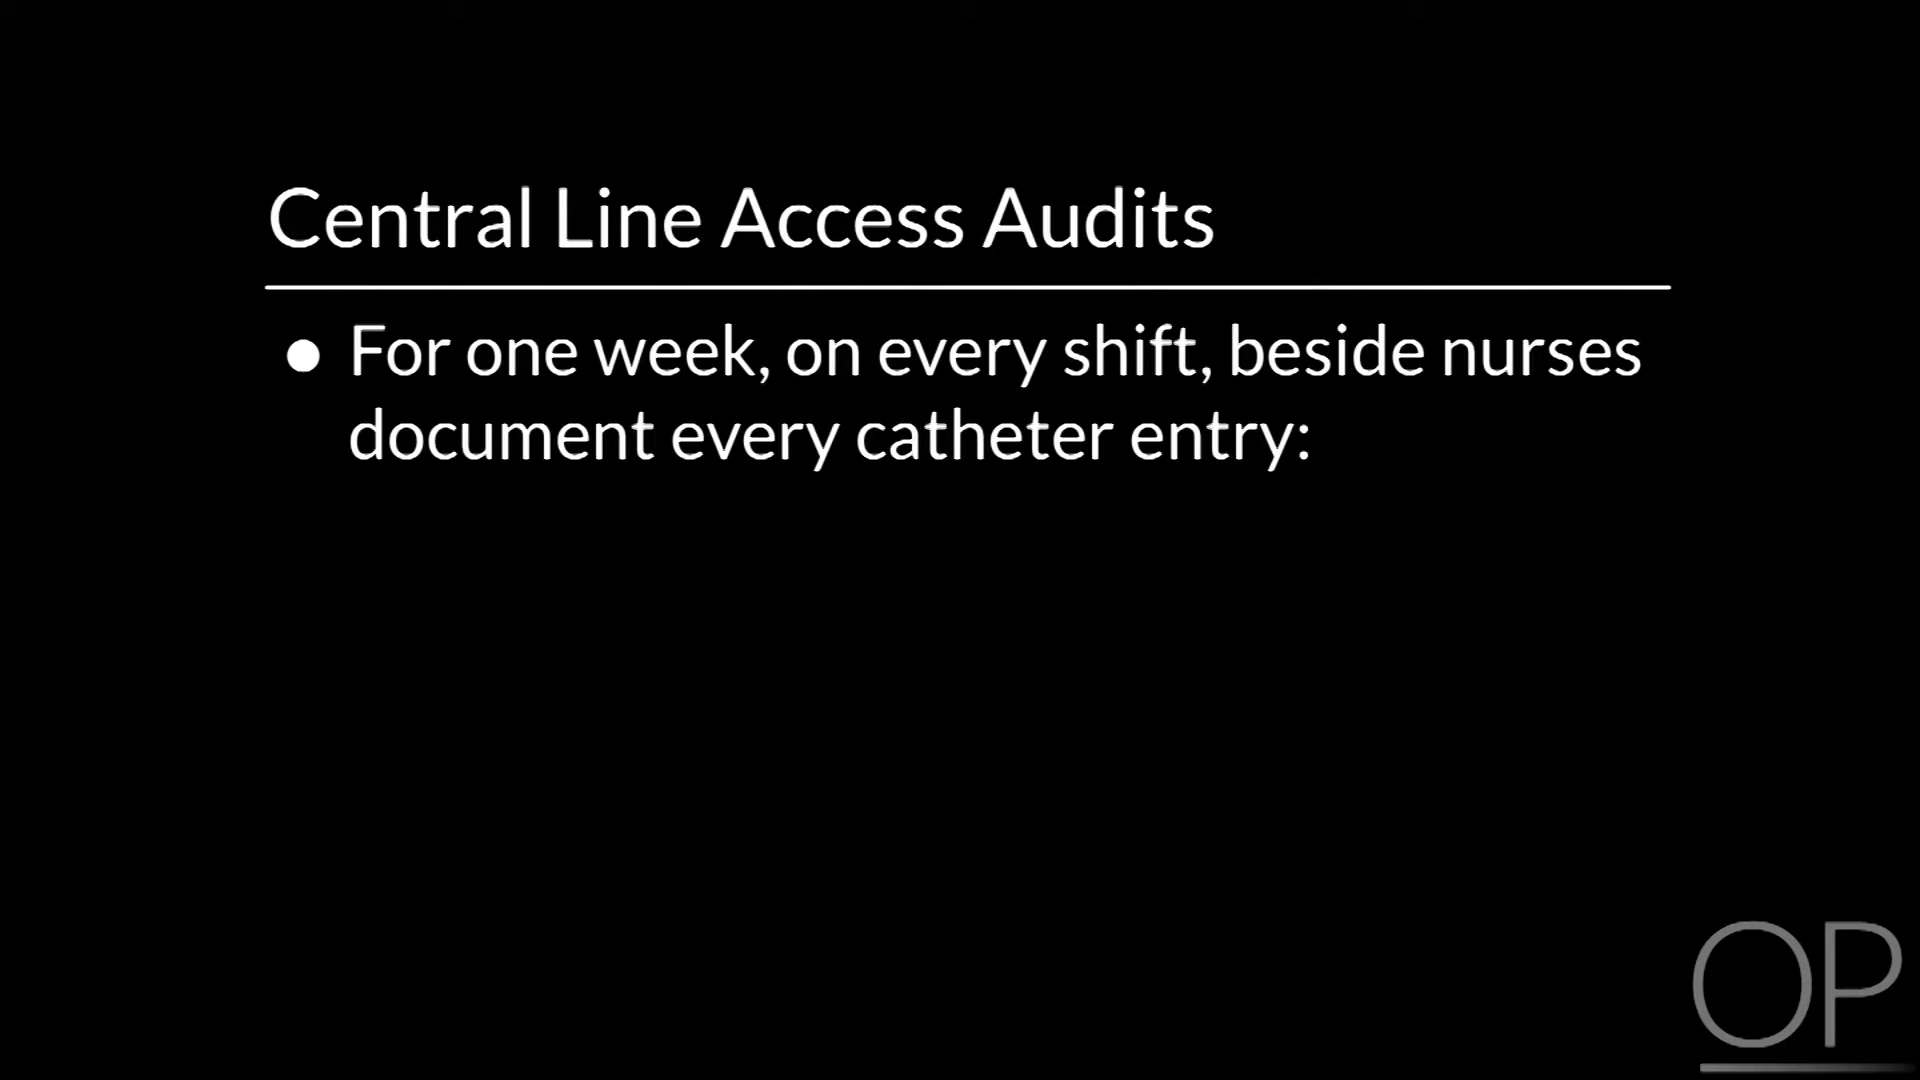 Central Line Access Audits
● For one week, on every shift, beside nurses
document every catheter entry:
OP